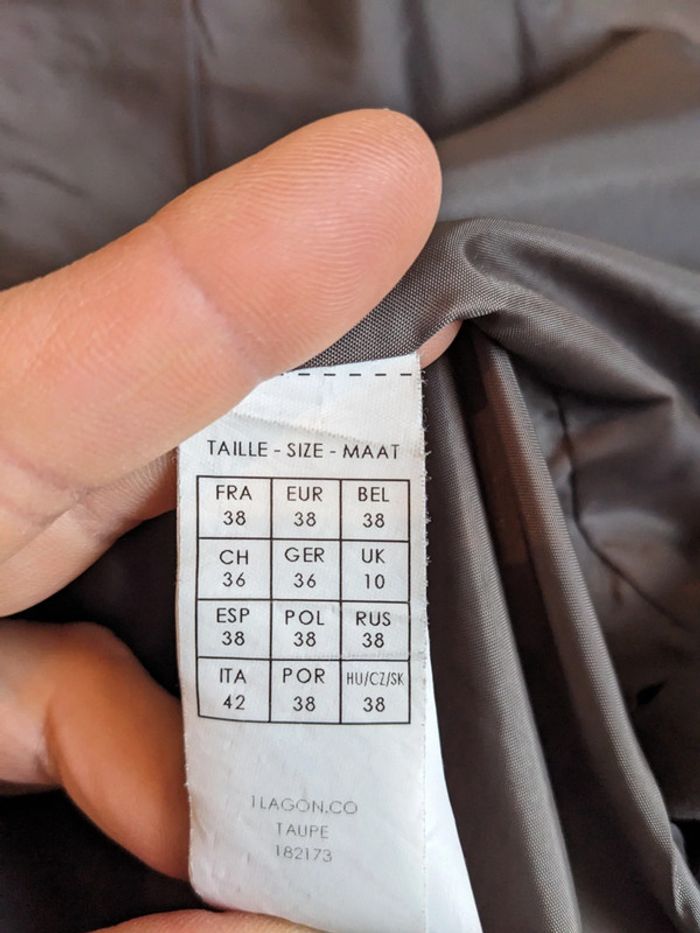 TAILLE - SIZE - MAAT
FRA EUR BEL
38 38 38
CH GER UK
36 36 10
ESP POL RUS
38 38 38
ITA POR HU/CZ/SK
42 38 38
1LAGON.CO
TAUPE
182173